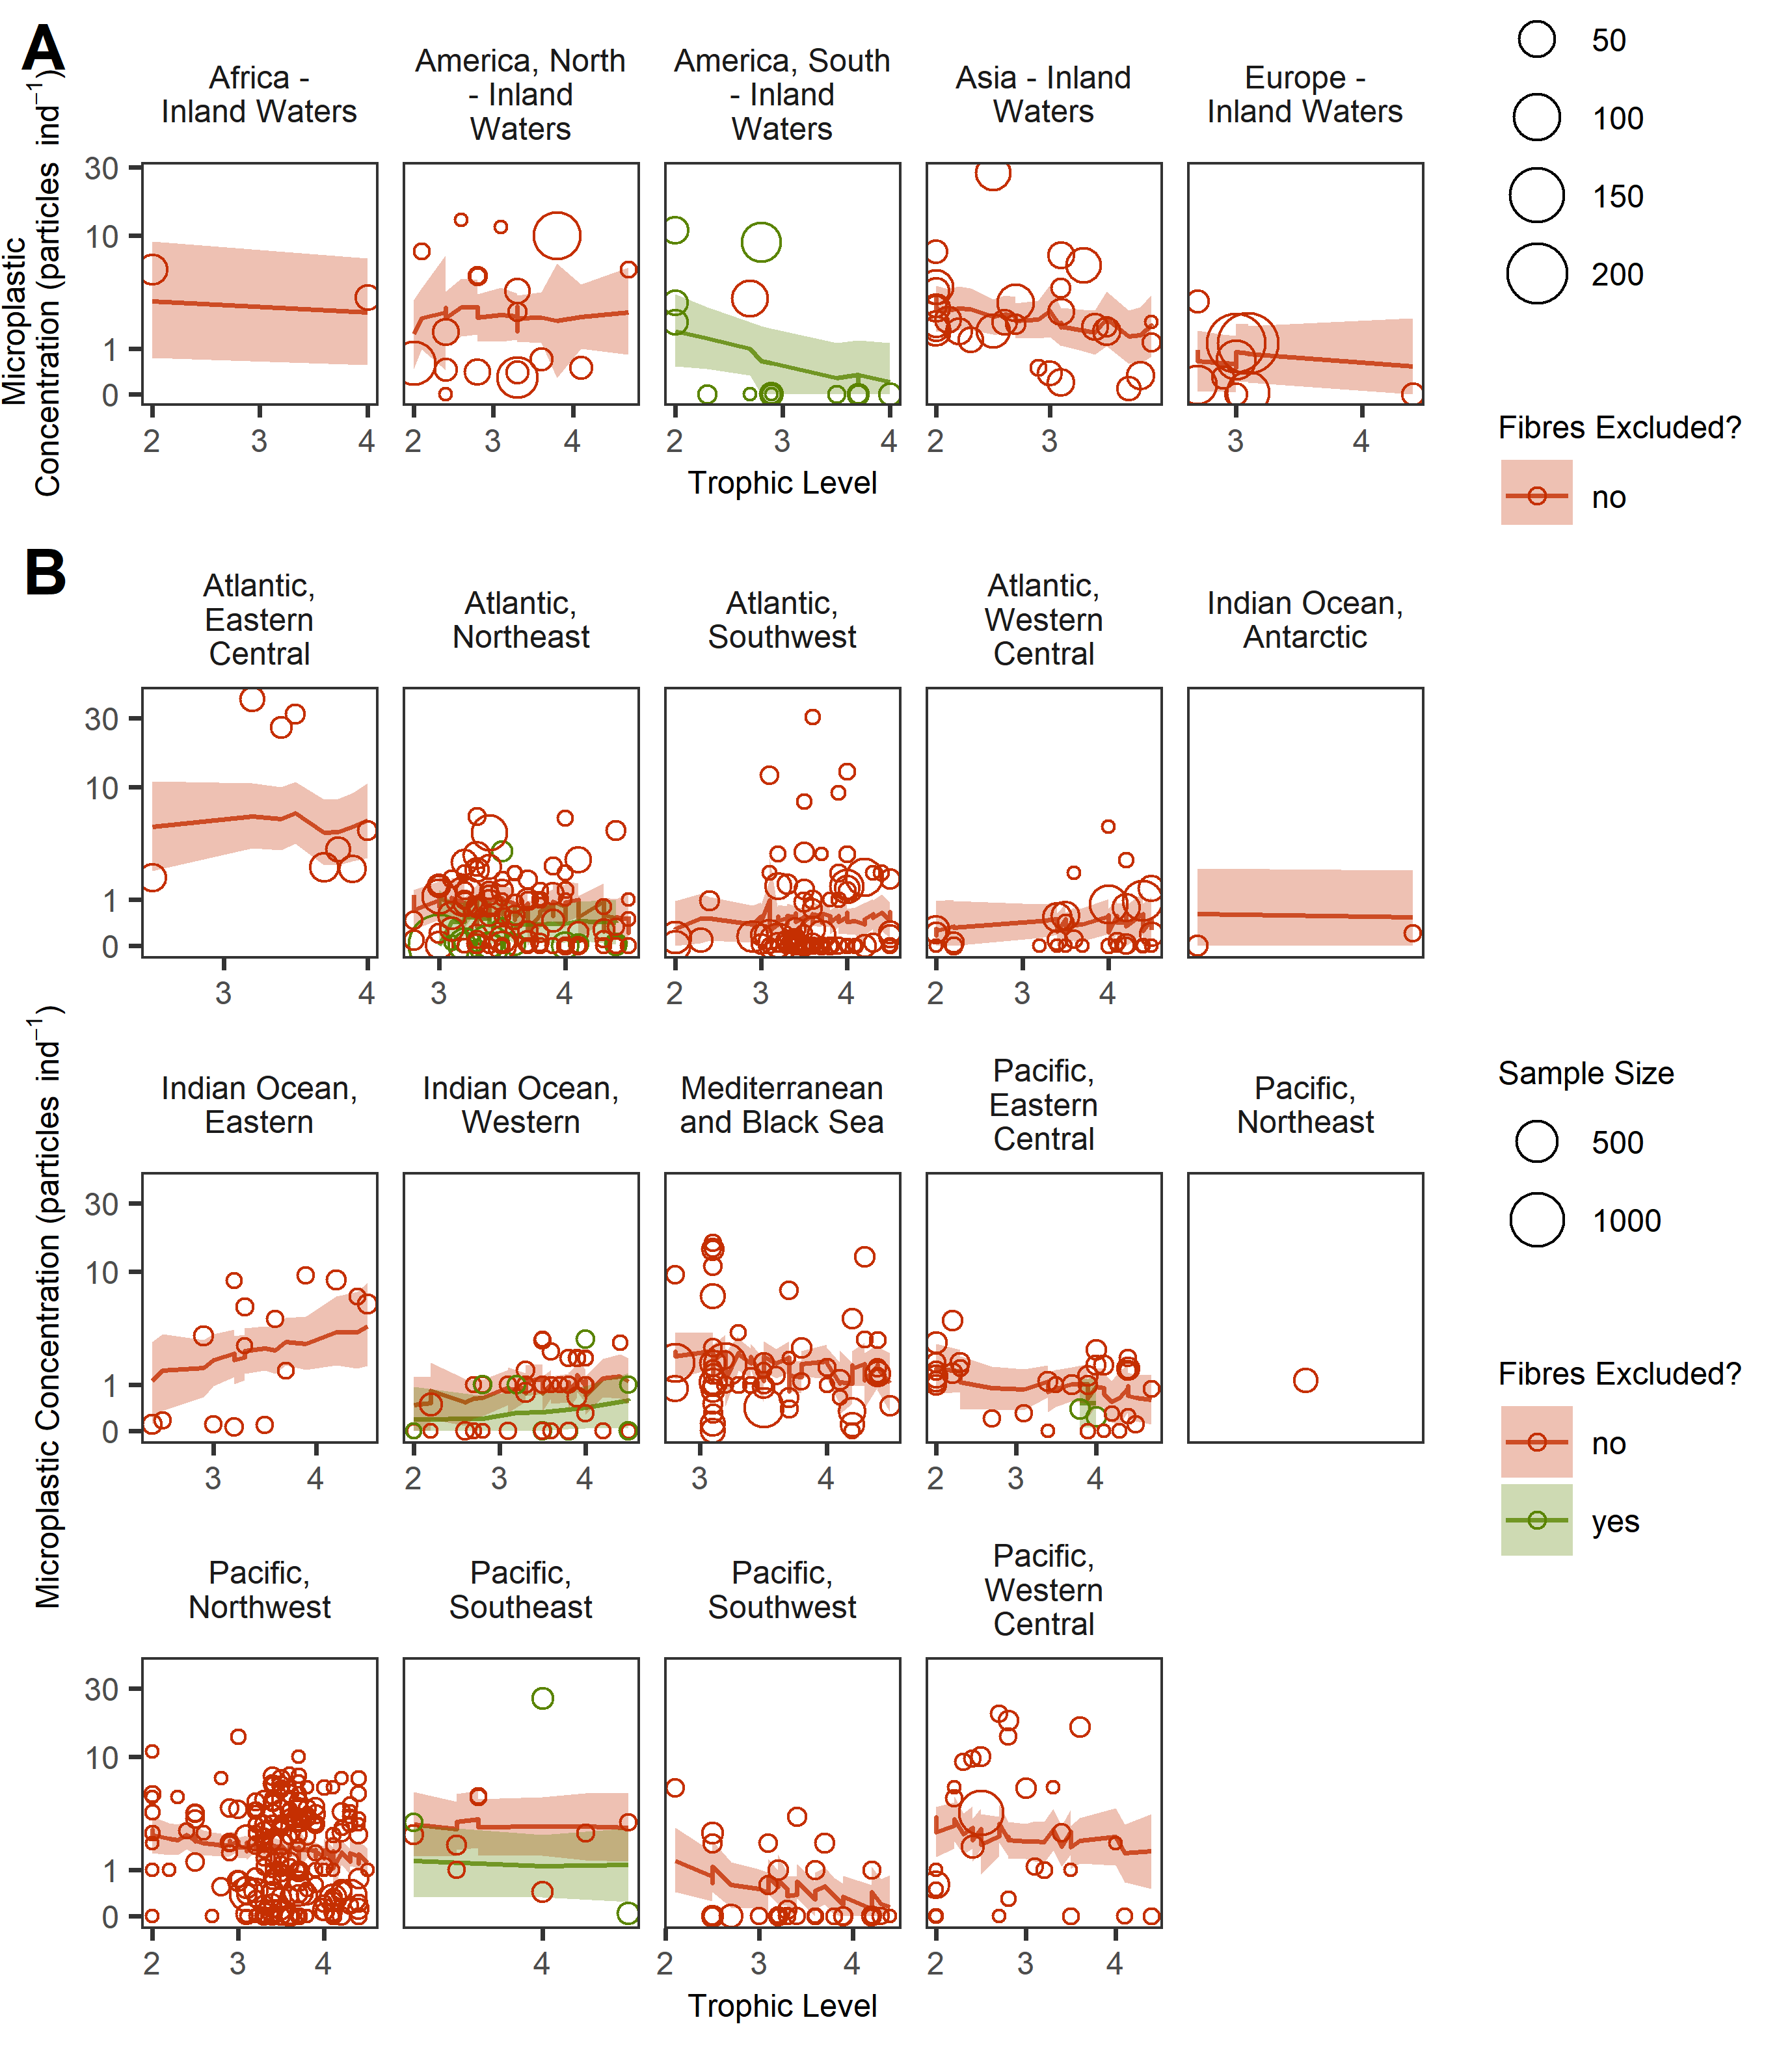 A
Africa -
Inland Waters
America, North
- Inland
Waters
America, South
- Inland
Waters
Asia - Inland
Waters
Europe -
Inland Waters
Microplastic
Concentration (particles ind⁻¹)
30
10
1
0
2 3 4
2 3 4
2 3 4
2 3
3 4
Trophic Level
50
100
150
200
Fibres Excluded?
no
B
Atlantic,
Eastern
Central
Atlantic,
Northeast
Atlantic,
Southwest
Atlantic,
Western
Central
Indian Ocean,
Antarctic
30
10
1
0
3 4
3 4
2 3 4
2 3 4
Microplastic Concentration (particles ind⁻¹)
Indian Ocean,
Eastern
Indian Ocean,
Western
Mediterranean
and Black Sea
Pacific,
Eastern
Central
Pacific,
Northeast
30
10
1
0
3 4
2 3 4
3 4
2 3 4
Sample Size
500
1000
Fibres Excluded?
no
yes
Pacific,
Northwest
Pacific,
Southeast
Pacific,
Southwest
Pacific,
Western
Central
30
10
1
0
2 3 4
4
2 3 4
2 3 4
Trophic Level